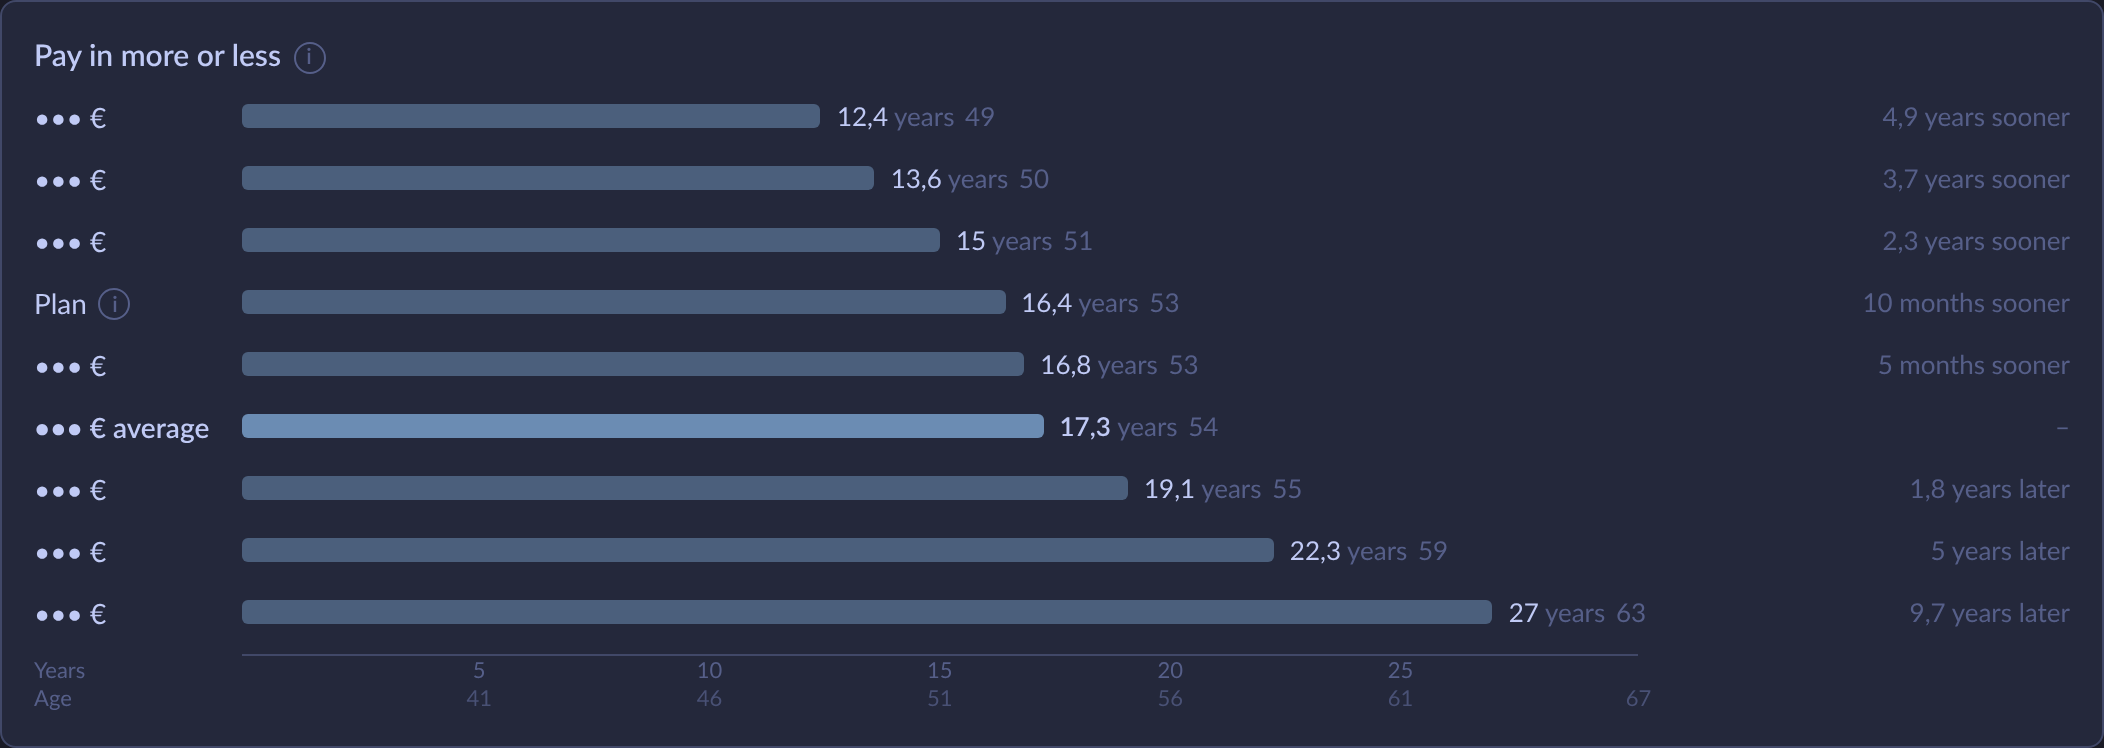 Pay in more or less i
••• € 12,4 years 49 4,9 years sooner
••• € 13,6 years 50 3,7 years sooner
••• € 15 years 51 2,3 years sooner
Plan i 16,4 years 53 10 months sooner
••• € 16,8 years 53 5 months sooner
••• € average 17,3 years 54 –
••• € 19,1 years 55 1,8 years later
••• € 22,3 years 59 5 years later
••• € 27 years 63 9,7 years later
Years 5 10 15 20 25
Age 41 46 51 56 61 67